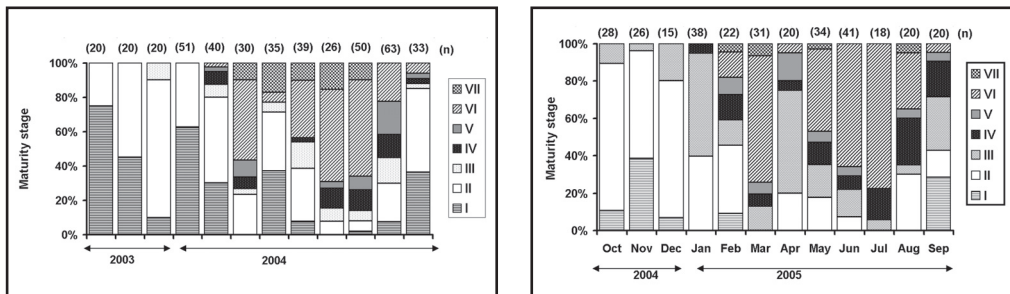 (20) (20) (20) (51) (40) (30) (35) (39) (26) (50) (63) (33) (n)
100%
80%
60%
40%
20%
0%
Maturity stage
VII
VI
V
IV
III
II
I
2003 2004
(28) (26) (15) (38) (22) (31) (20) (34) (41) (18) (20) (20) (n)
100%
80%
60%
40%
20%
0%
Maturity stage
VII
VI
V
IV
III
II
I
Oct Nov Dec Jan Feb Mar Apr May Jun Jul Aug Sep
2004 2005